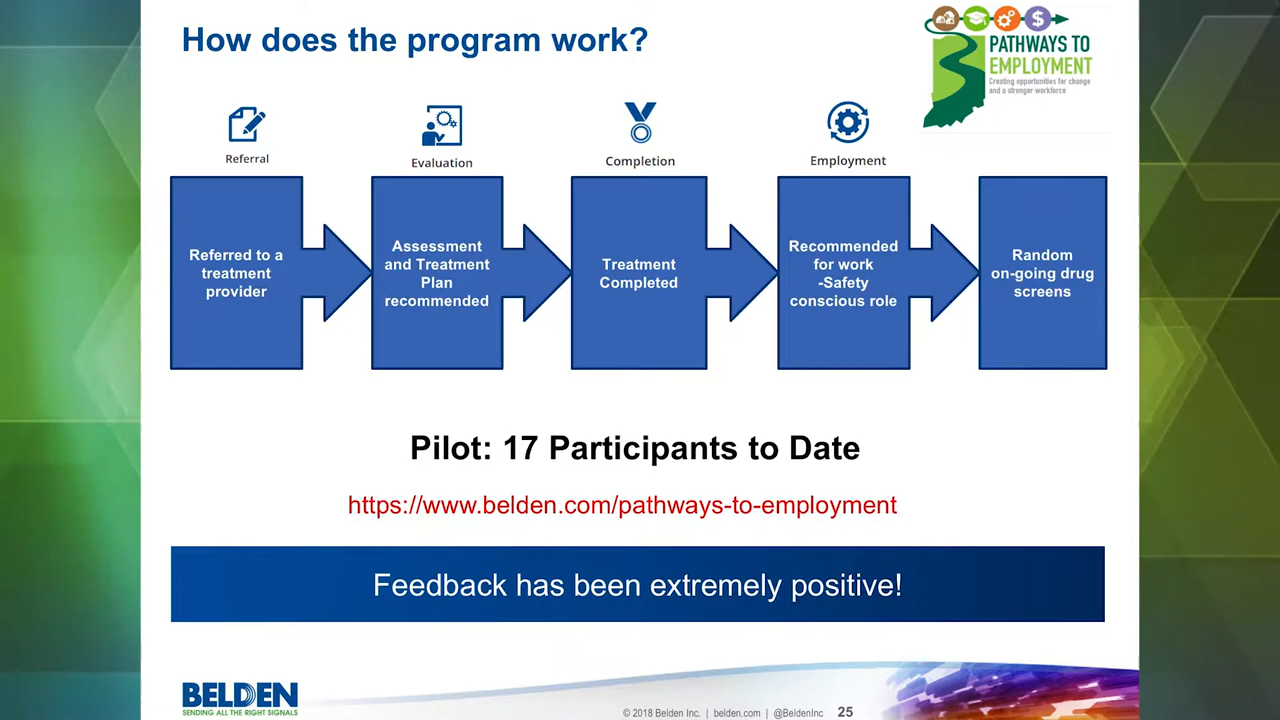 How does the program work?
PATHWAYS TO
EMPLOYMENT
Creating opportunities for change
and a stronger workforce
Referral
Evaluation
Completion
Employment
Referred to a
treatment
provider
Assessment
and Treatment
Plan
recommended
Treatment
Completed
Recommended
for work
-Safety
conscious role
Random
on-going drug
screens
Pilot: 17 Participants to Date
https://www.belden.com/pathways-to-employment
Feedback has been extremely positive!
BELDEN
SENDING ALL THE RIGHT SIGNALS
© 2018 Belden Inc. | belden.com | @BeldenInc 25